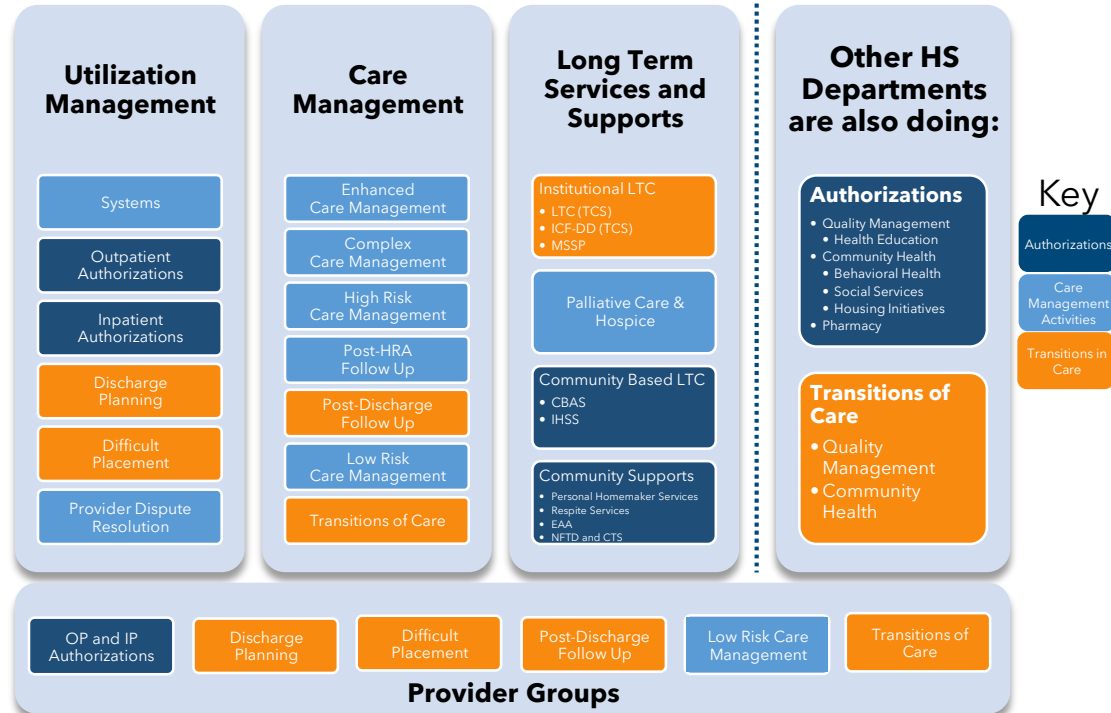 Utilization
Management
Systems
Outpatient
Authorizations
Inpatient
Authorizations
Discharge
Planning
Difficult
Placement
Provider Dispute
Resolution
Care
Management
Enhanced
Care Management
Complex
Care Management
High Risk
Care Management
Post-HRA
Follow Up
Post-Discharge
Follow Up
Low Risk
Care Management
Transitions of Care
Long Term
Services and
Supports
Institutional LTC
• LTC (TCS)
• ICF-DD (TCS)
• MSSP
Palliative Care &
Hospice
Community Based LTC
• CBAS
• IHSS
Community Supports
• Personal Homemaker Services
• Respite Services
• EAA
• NFTD and CTS
Other HS
Departments
are also doing:
Authorizations
• Quality Management
• Health Education
• Community Health
• Behavioral Health
• Social Services
• Housing Initiatives
• Pharmacy
Transitions of
Care
• Quality
Management
• Community
Health
Key
Authorizations
Care
Management
Activities
Transitions in
Care
OP and IP
Authorizations
Discharge
Planning
Difficult
Placement
Post-Discharge
Follow Up
Low Risk Care
Management
Transitions of
Care
Provider Groups